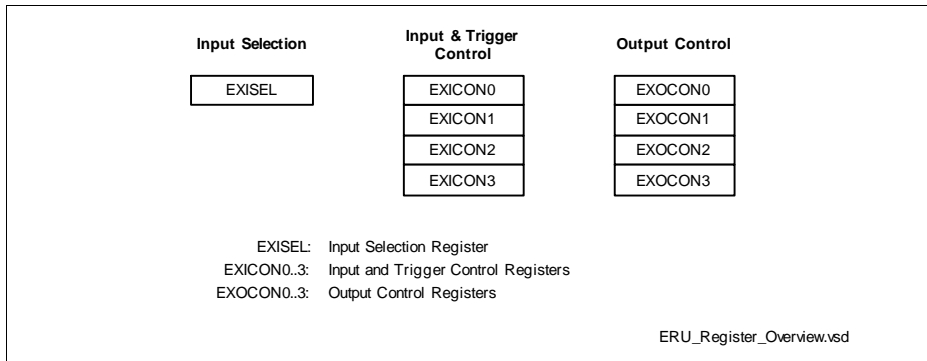 Input Selection
Input & Trigger
Control
Output Control
EXISEL
EXICON0
EXOCON0
EXICON1
EXOCON1
EXICON2
EXOCON2
EXICON3
EXOCON3
EXISEL: Input Selection Register
EXICON0..3: Input and Trigger Control Registers
EXOCON0..3: Output Control Registers
ERU_Register_Overview.vsd